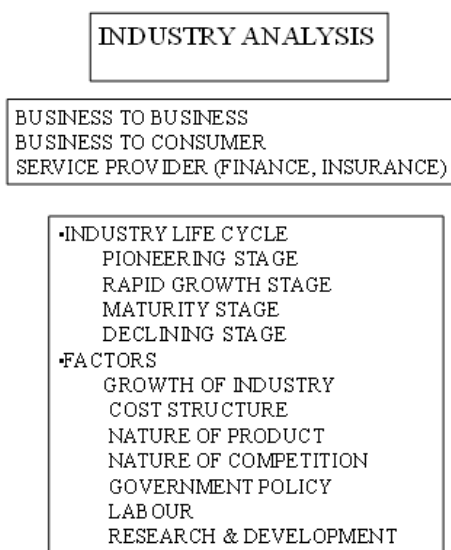 INDUSTRY ANALYSIS
BUSINESS TO BUSINESS
BUSINESS TO CONSUMER
SERVICE PROVIDER (FINANCE, INSURANCE)
•INDUSTRY LIFE CYCLE
PIONEERING STAGE
RAPID GROWTH STAGE
MATURITY STAGE
DECLINING STAGE
•FACTORS
GROWTH OF INDUSTRY
COST STRUCTURE
NATURE OF PRODUCT
NATURE OF COMPETITION
GOVERNMENT POLICY
LABOUR
RESEARCH & DEVELOPMENT